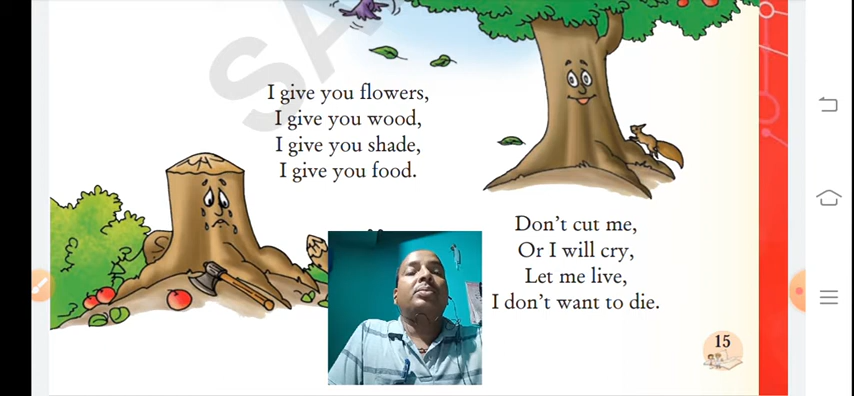 I give you flowers,
I give you wood,
I give you shade,
I give you food.
Don't cut me,
Or I will cry,
Let me live,
I don't want to die.
15